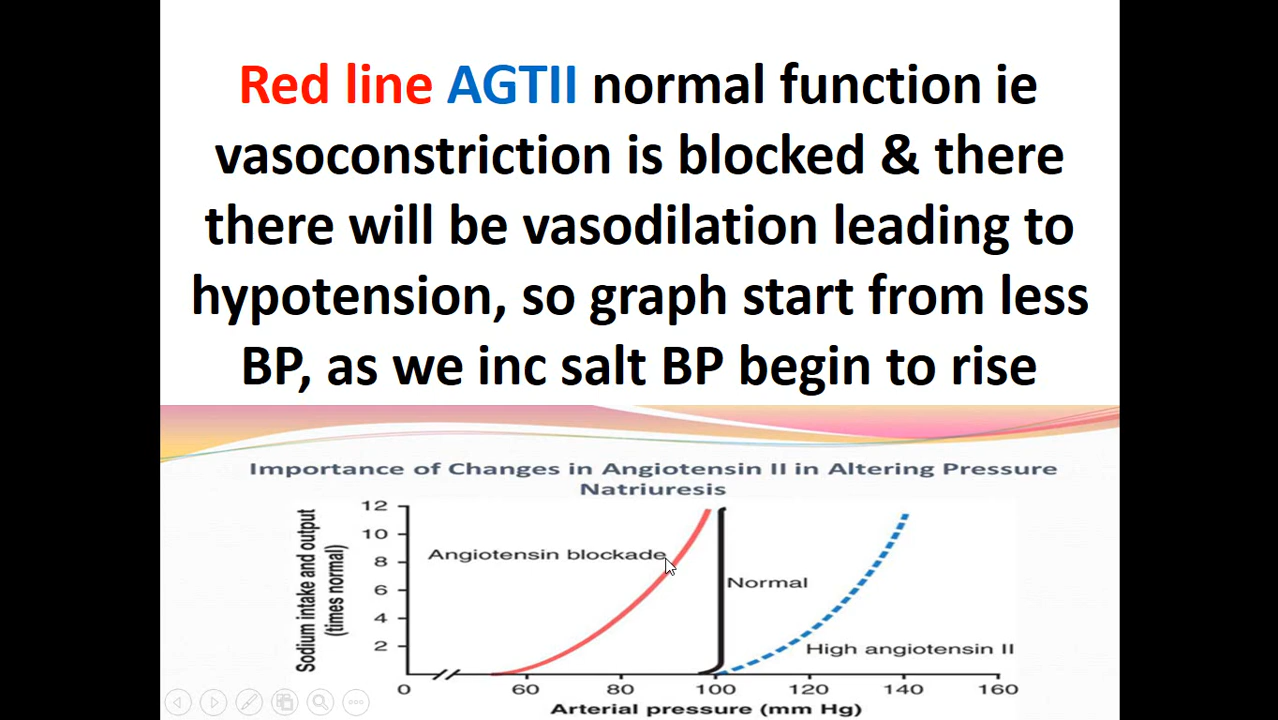 Red line AGTII normal function ie
vasoconstriction is blocked & there
there will be vasodilation leading to
hypotension, so graph start from less
BP, as we inc salt BP begin to rise
Importance of Changes in Angiotensin II in Altering Pressure
Natriuresis
Sodium intake and output
(times normal)
12
10
8
6
4
2
Angiotensin blockade
Normal
High angiotensin II
0 60 80 100 120 140 160
Arterial pressure (mm Hg)